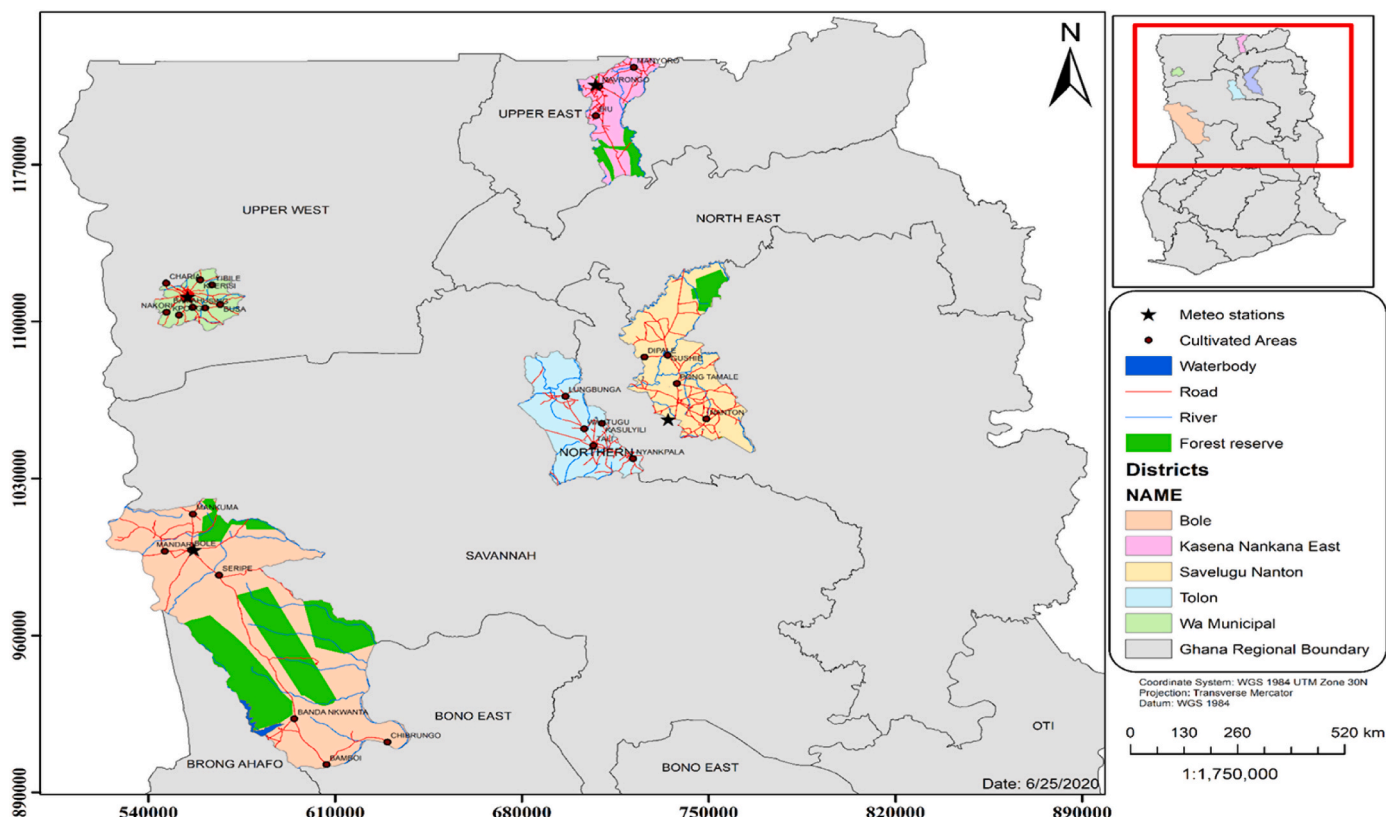 N
MANYORO
NAVRONGO
UPPER EAST
UPPER WEST
NORTH EAST
CHARIA
YIBILE
NAKORI
BUSA
DIPALE
GUSHIE
PONG TAMALE
NANTON
LUNGBUNGA
KASULYILI
NORTHERN
NYANKPALA
MANKUMA
MANDARI
BOLE
SERIPE
SAVANNAH
BANDA NKWANTA
BONO EAST
CHIBRUNGO
BAMBOI
BRONG AHAFO
BONO EAST
OTI
Date: 6/25/2020
1170000
1100000
1030000
960000
890000
540000
610000
680000
750000
820000
890000
Meteo stations
Cultivated Areas
Waterbody
Road
River
Forest reserve
Districts
NAME
Bole
Kasena Nankana East
Savelugu Nanton
Tolon
Wa Municipal
Ghana Regional Boundary
Coordinate System: WGS 1984 UTM Zone 30N
Projection: Transverse Mercator
Datum: WGS 1984
0 130 260 520 km
1:1,750,000